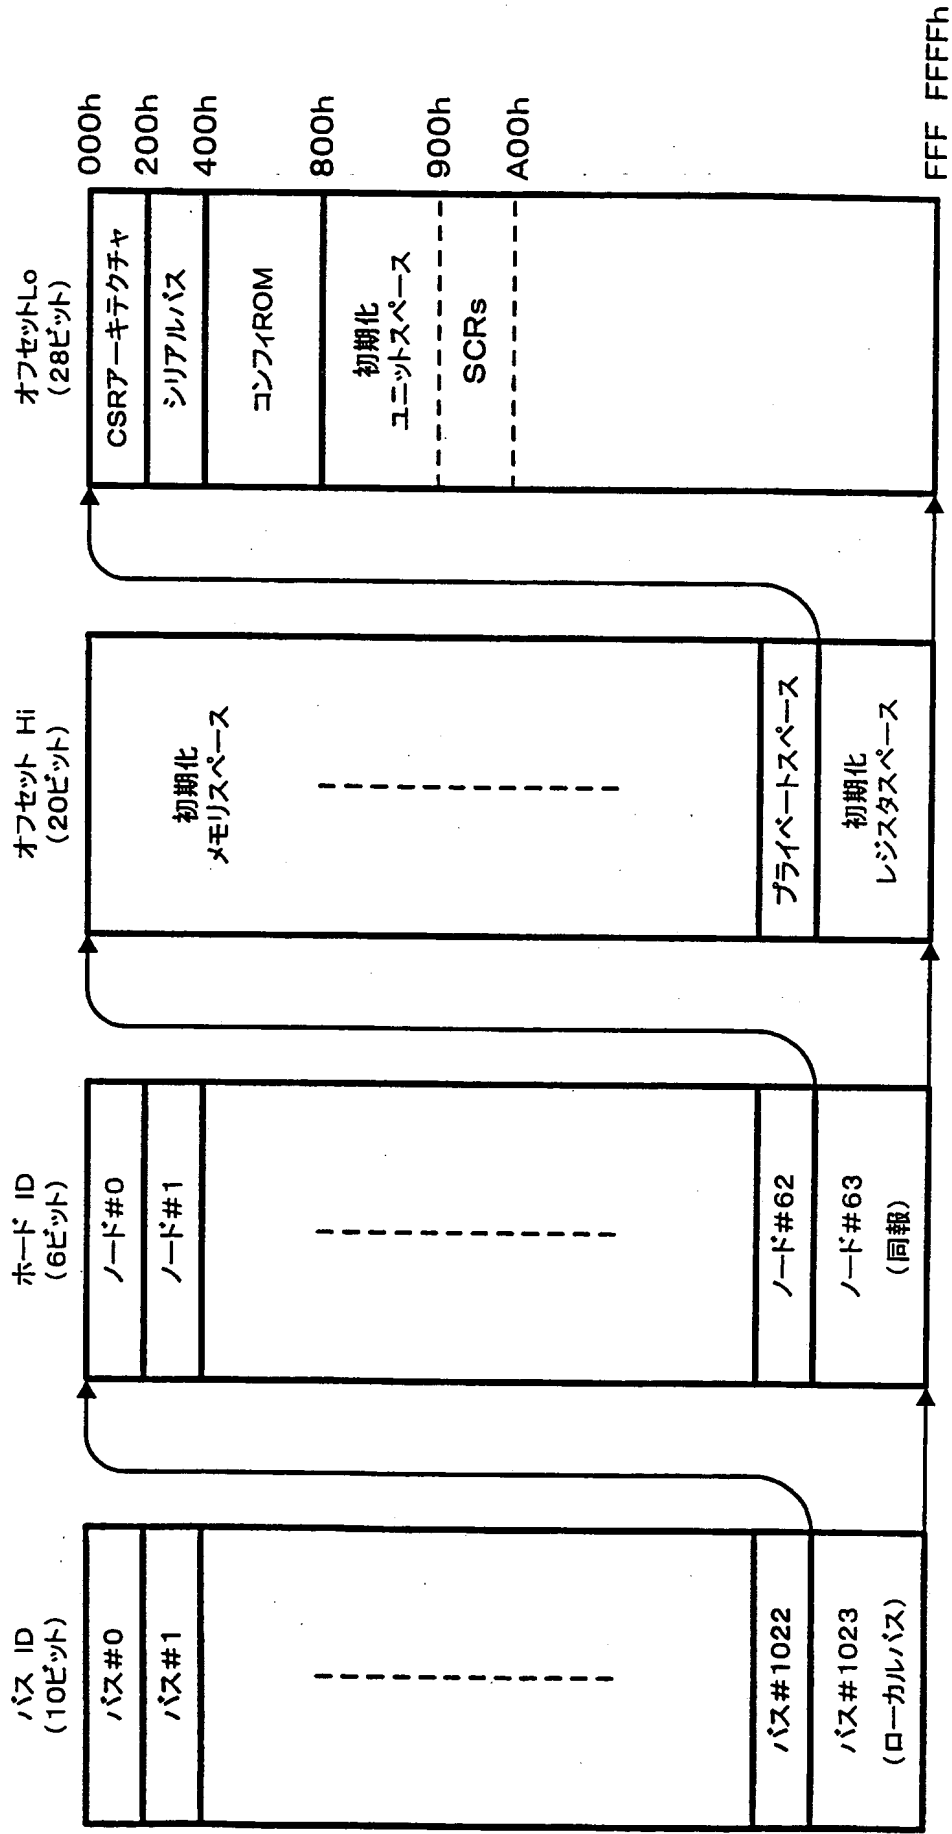 バス ID
(10ビット)
バス#0
バス#1
バス#1022
バス#1023
(ローカルバス)
ホード ID
(6ビット)
ノード#0
ノード#1
ノード#62
ノード#63
(同報)
オフセット Hi
(20ビット)
初期化
メモリスペース
プライベートスペース
初期化
レジスタスペース
オフセットLo
(28ビット)
CSRアーキテクチャ
シリアルバス
コンフィROM
初期化
ユニットスペース
SCRs
000h
200h
400h
800h
900h
A00h
FFF FFFFh